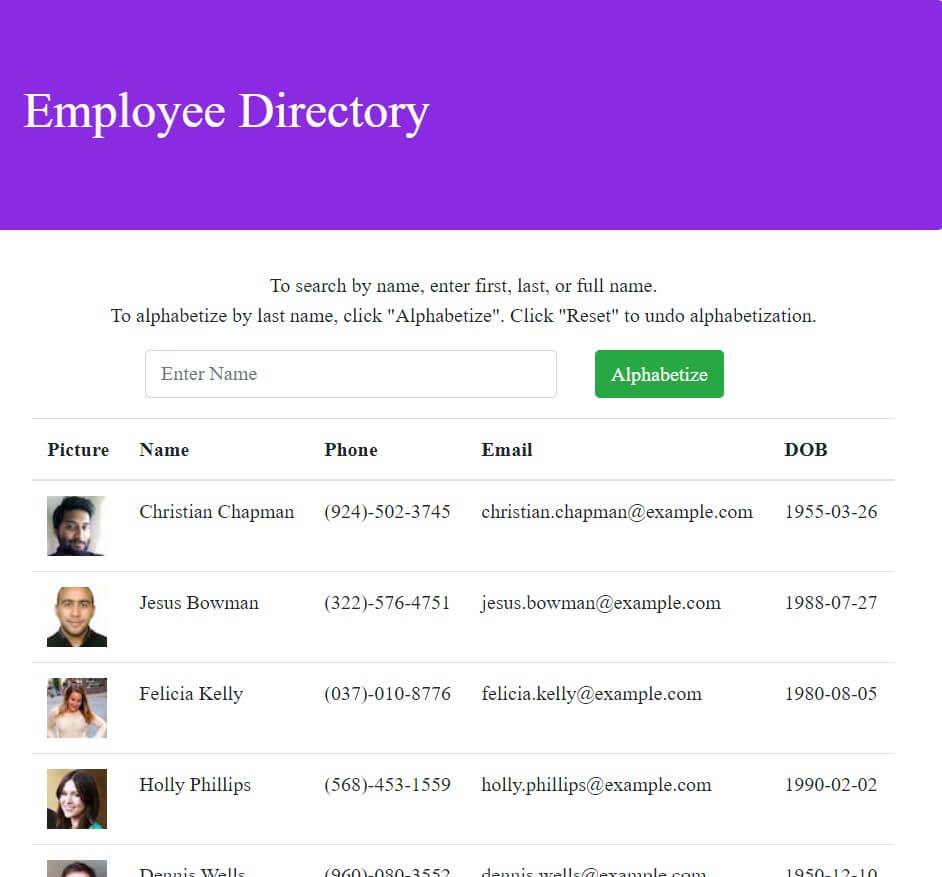 Employee Directory
To search by name, enter first, last, or full name.
To alphabetize by last name, click "Alphabetize". Click "Reset" to undo alphabetization.
Enter Name Alphabetize
Picture Name Phone Email DOB
Christian Chapman (924)-502-3745 christian.chapman@example.com 1955-03-26
Jesus Bowman (322)-576-4751 jesus.bowman@example.com 1988-07-27
Felicia Kelly (037)-010-8776 felicia.kelly@example.com 1980-08-05
Holly Phillips (568)-453-1559 holly.phillips@example.com 1990-02-02
Dennis Wells (960)-080-3552 dennis.wells@example.com 1950-12-10